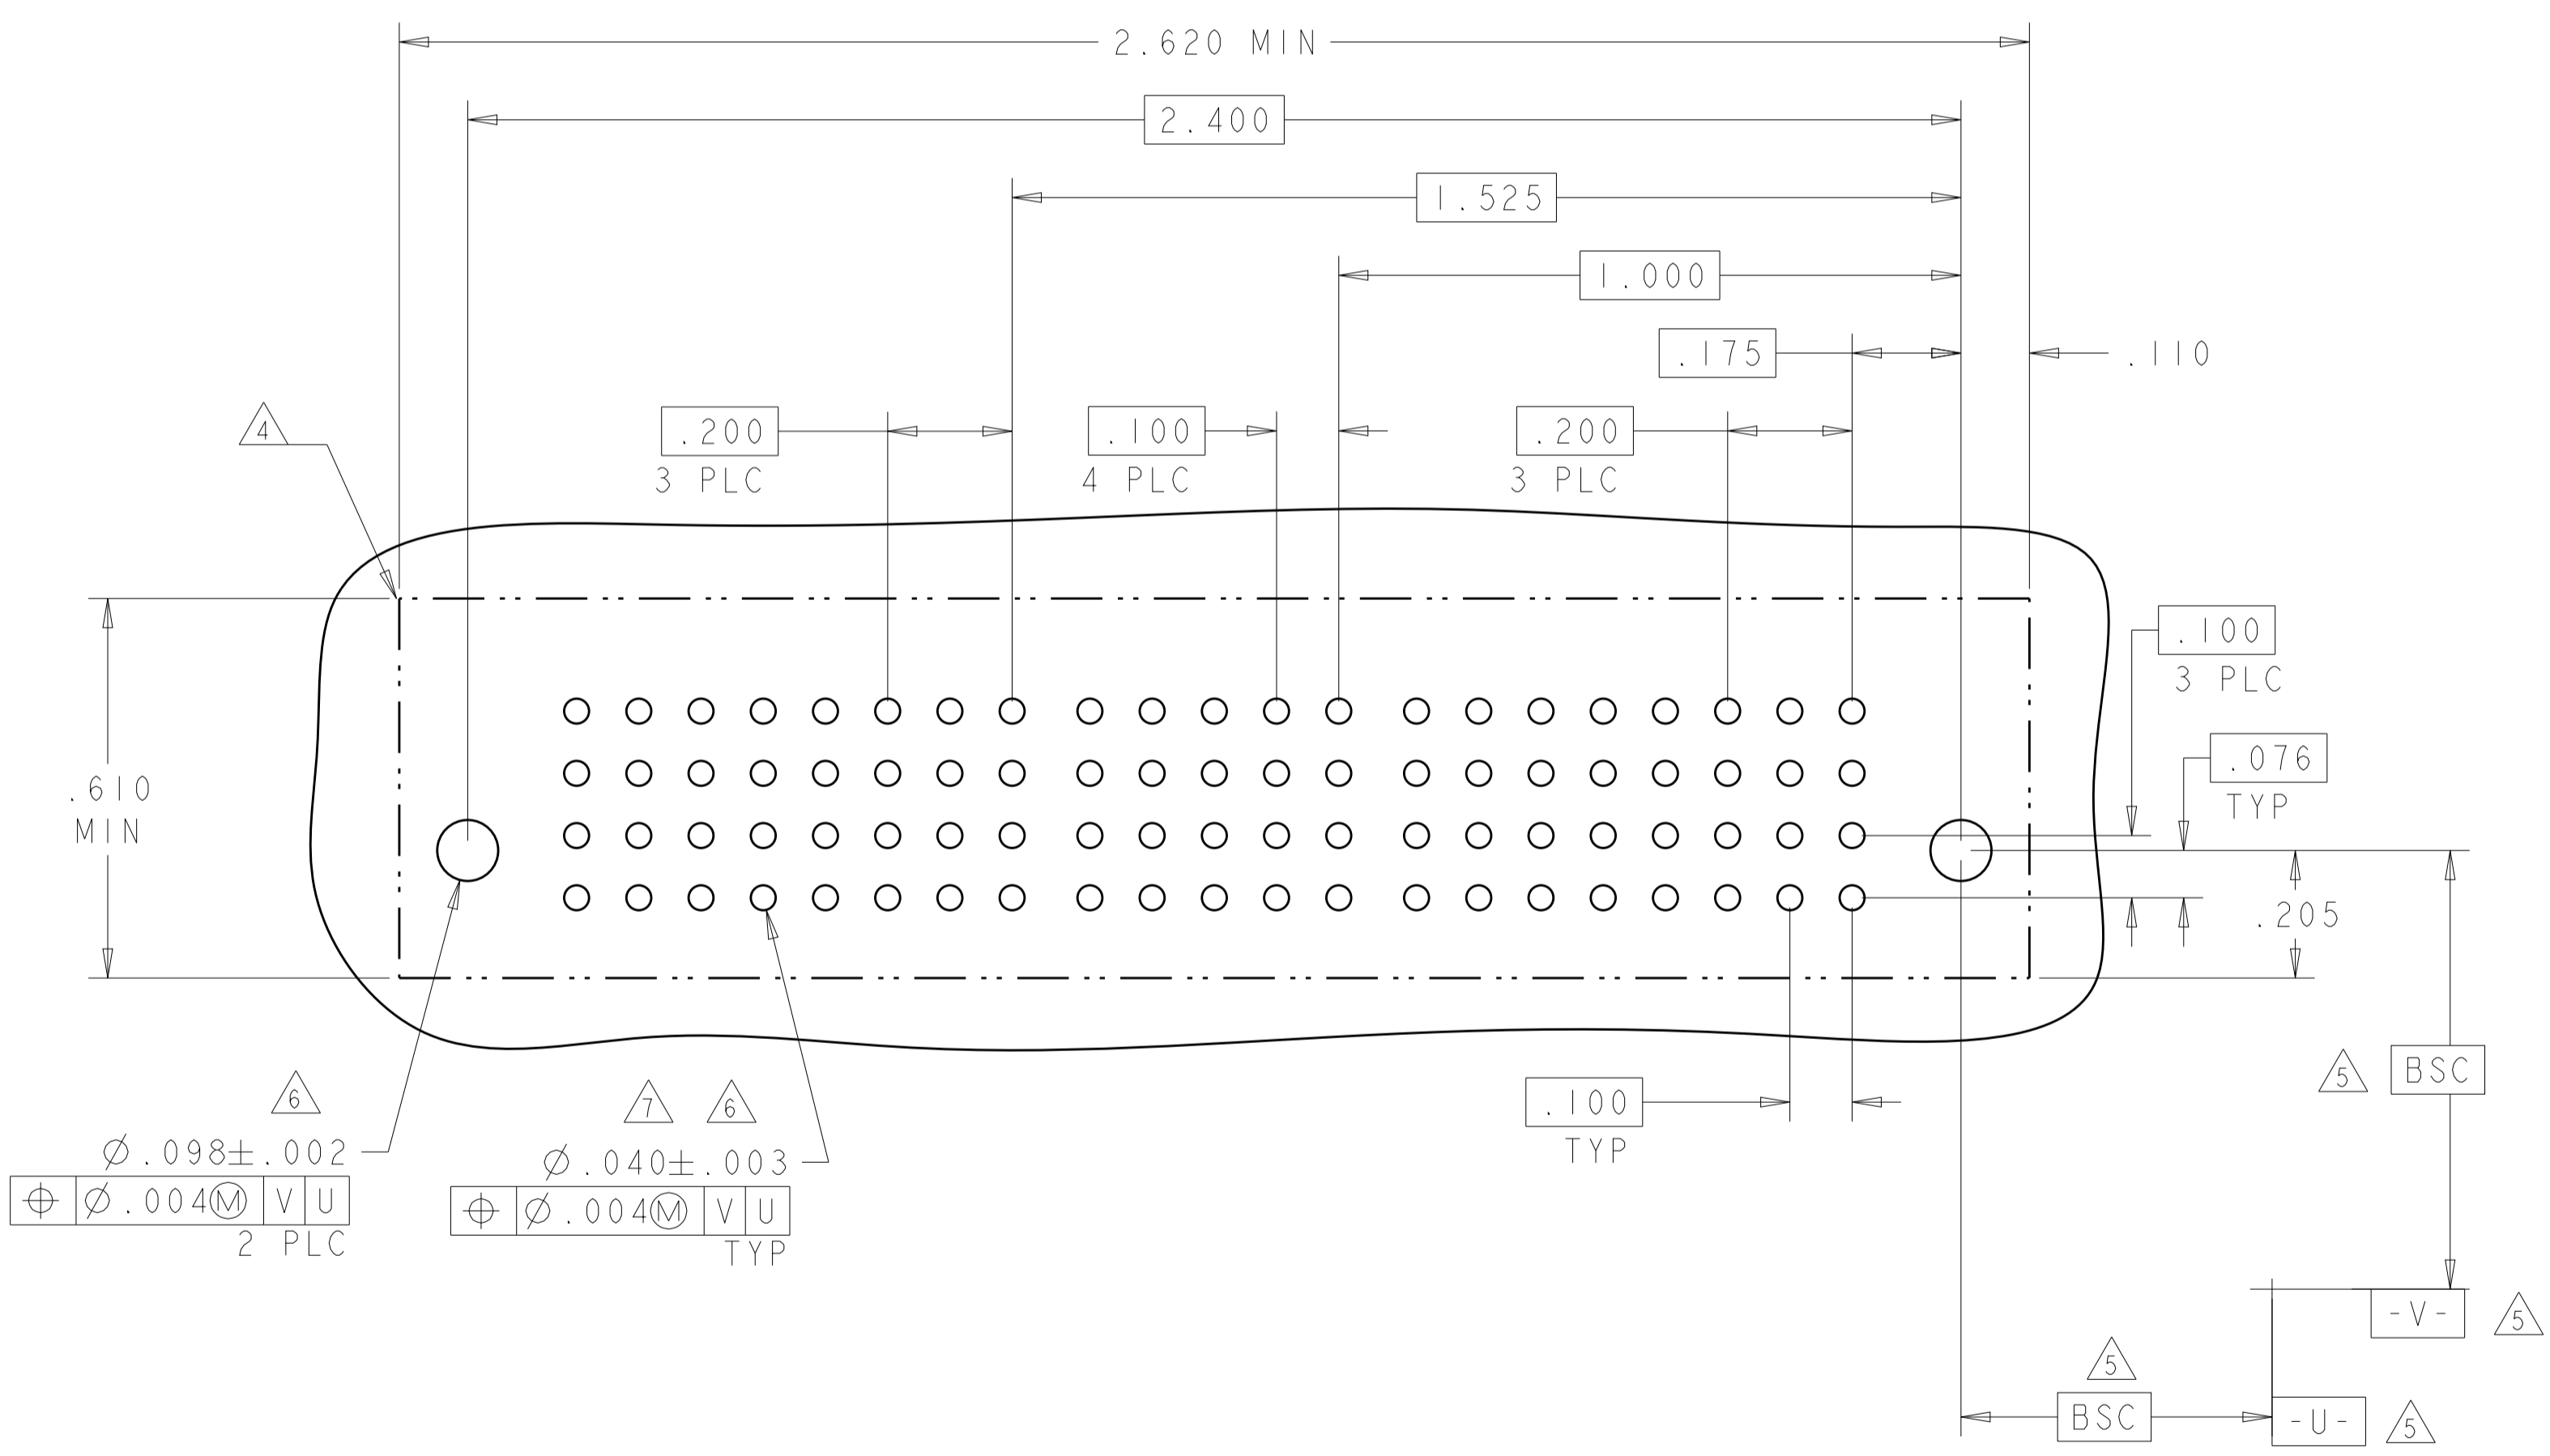 2.620 MIN
2.400
1.525
1.000
.175
.110
4
.200
3 PLC
.100
4 PLC
.200
3 PLC
.100
3 PLC
.076
TYP
.610
MIN
.205
6
Ø.098±.002
⌖ Ø.004Ⓜ V U
2 PLC
7 6
Ø.040±.003
⌖ Ø.004Ⓜ V U
TYP
.100
TYP
5 BSC
-V- 5
5
BSC
-U- 5